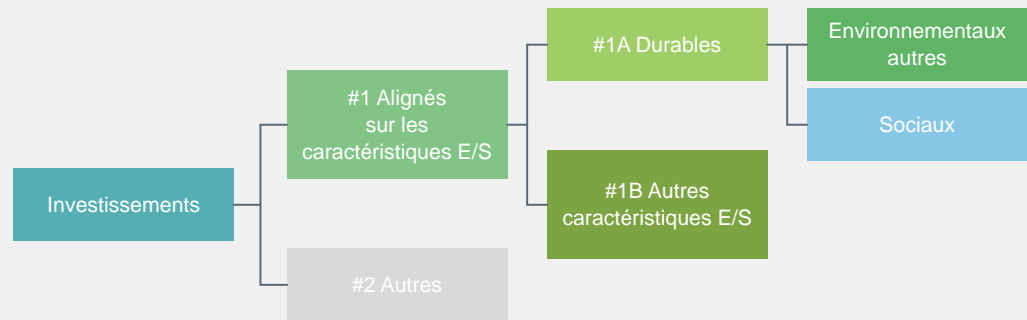 Investissements
#1 Alignés
sur les
caractéristiques E/S
#2 Autres
#1A Durables
#1B Autres
caractéristiques E/S
Environnementaux
autres
Sociaux